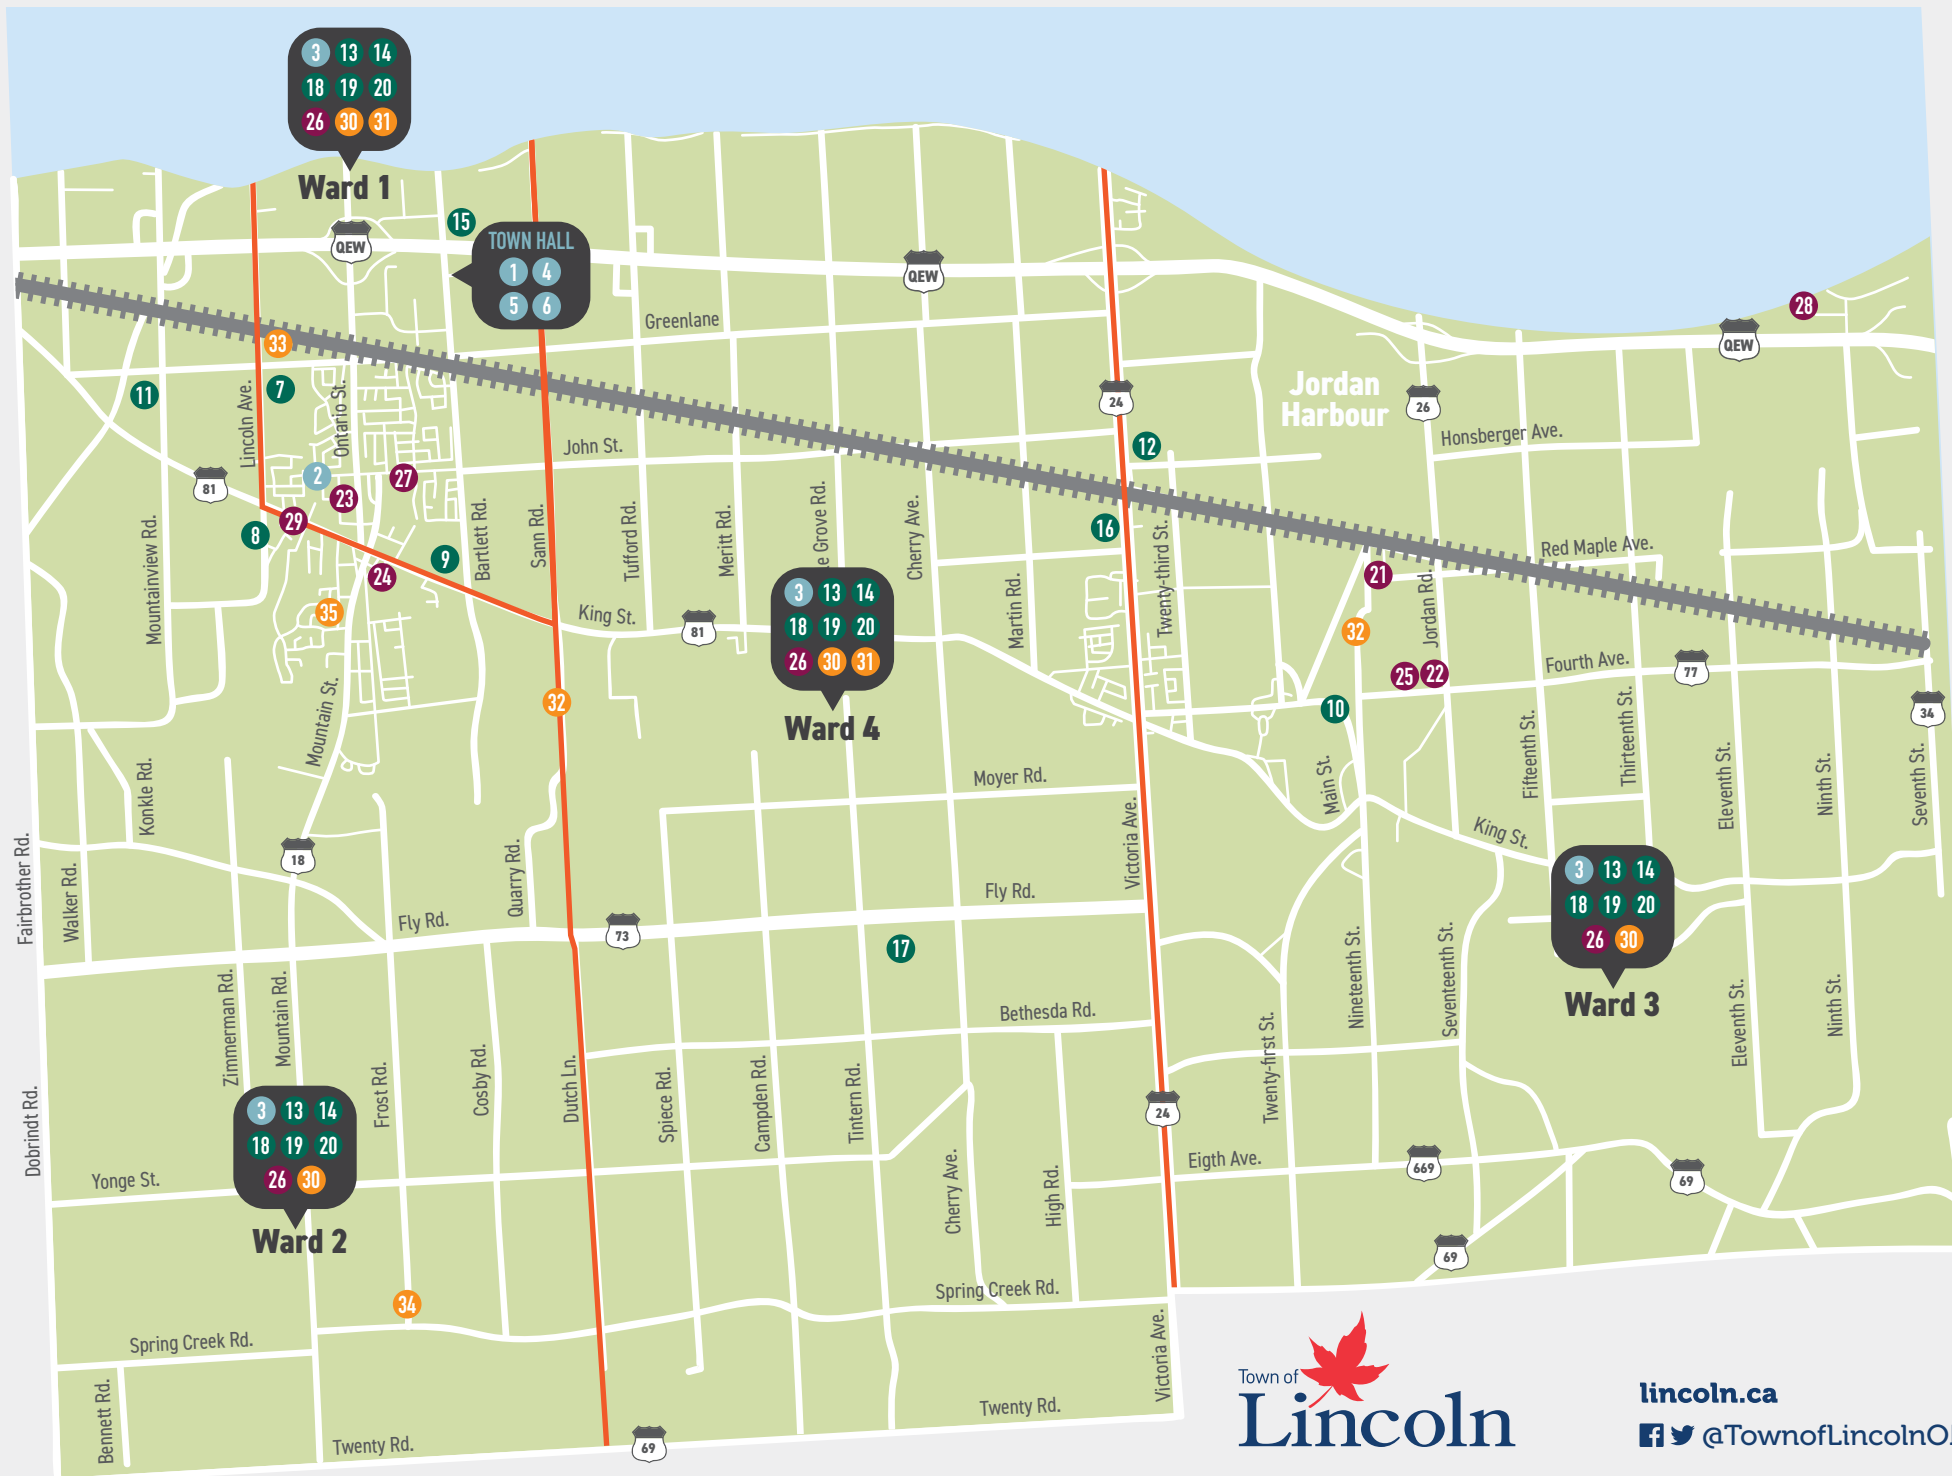 3 13 14
18 19 20
26 30 31
Ward 1
15
QEW
TOWN HALL
1 4
5 6
QEW
28
QEW
Greenlane
33
7
11
Lincoln Ave.
Ontario St.
24
Jordan
Harbour
26
Honsberger Ave.
John St.
12
81
2
27
23
29
8
9
24
35
Mountainview Rd.
Bartlett Rd.
Sann Rd.
Tufford Rd.
Meritt Rd.
e Grove Rd.
Cherry Ave.
Martin Rd.
16
Twenty-third St.
Red Maple Ave.
21
Jordan Rd.
32
King St.
81
3 13 14
18 19 20
26 30 31
Ward 4
25 22
Fourth Ave.
77
10
34
32
Mountain St.
Konkle Rd.
Moyer Rd.
Main St.
Fifteenth St.
Thirteenth St.
Eleventh St.
Ninth St.
Seventh St.
King St.
18
Fairbrother Rd.
Walker Rd.
Quarry Rd.
Victoria Ave.
Fly Rd.
Fly Rd.
73
17
3 13 14
18 19 20
26 30
Ward 3
Zimmerman Rd.
Mountain Rd.
Nineteenth St.
Seventeenth St.
Bethesda Rd.
Eleventh St.
Ninth St.
Dobrindt Rd.
Frost Rd.
Cosby Rd.
Dutch Ln.
Spiece Rd.
Campden Rd.
Tintern Rd.
Twenty-first St.
24
3 13 14
18 19 20
26 30
Ward 2
Yonge St.
Cherry Ave.
High Rd.
Eigth Ave.
669
69
69
34
Spring Creek Rd.
Spring Creek Rd.
Victoria Ave.
Bennett Rd.
Twenty Rd.
Twenty Rd.
69
Town of
Lincoln
lincoln.ca
@TownofLincolnO